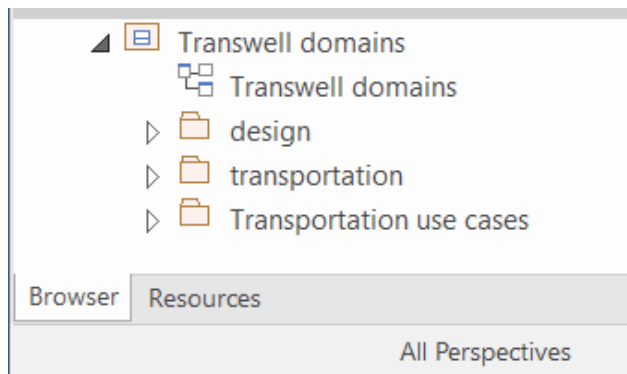 Transwell domains
Transwell domains
design
transportation
Transportation use cases
Browser Resources
All Perspectives